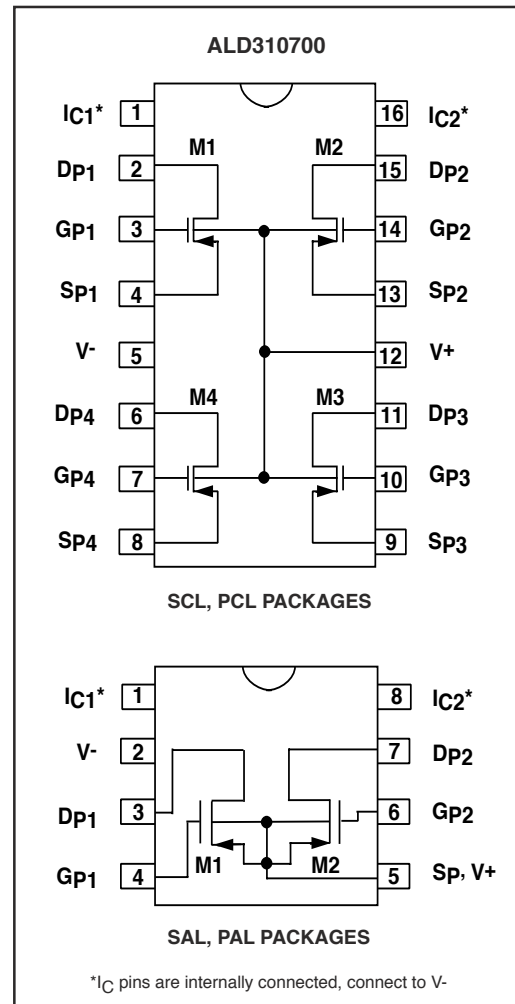 ALD310700
IC1* 1 16 IC2*
M1 M2
DP1 2 15 DP2
GP1 3 14 GP2
SP1 4 13 SP2
V- 5 12 V+
M4 M3
DP4 6 11 DP3
GP4 7 10 GP3
SP4 8 9 SP3
SCL, PCL PACKAGES
IC1* 1 8 IC2*
V- 2 7 DP2
DP1 3 6 GP2
GP1 4 M1 M2 5 SP, V+
SAL, PAL PACKAGES
*IC pins are internally connected, connect to V-